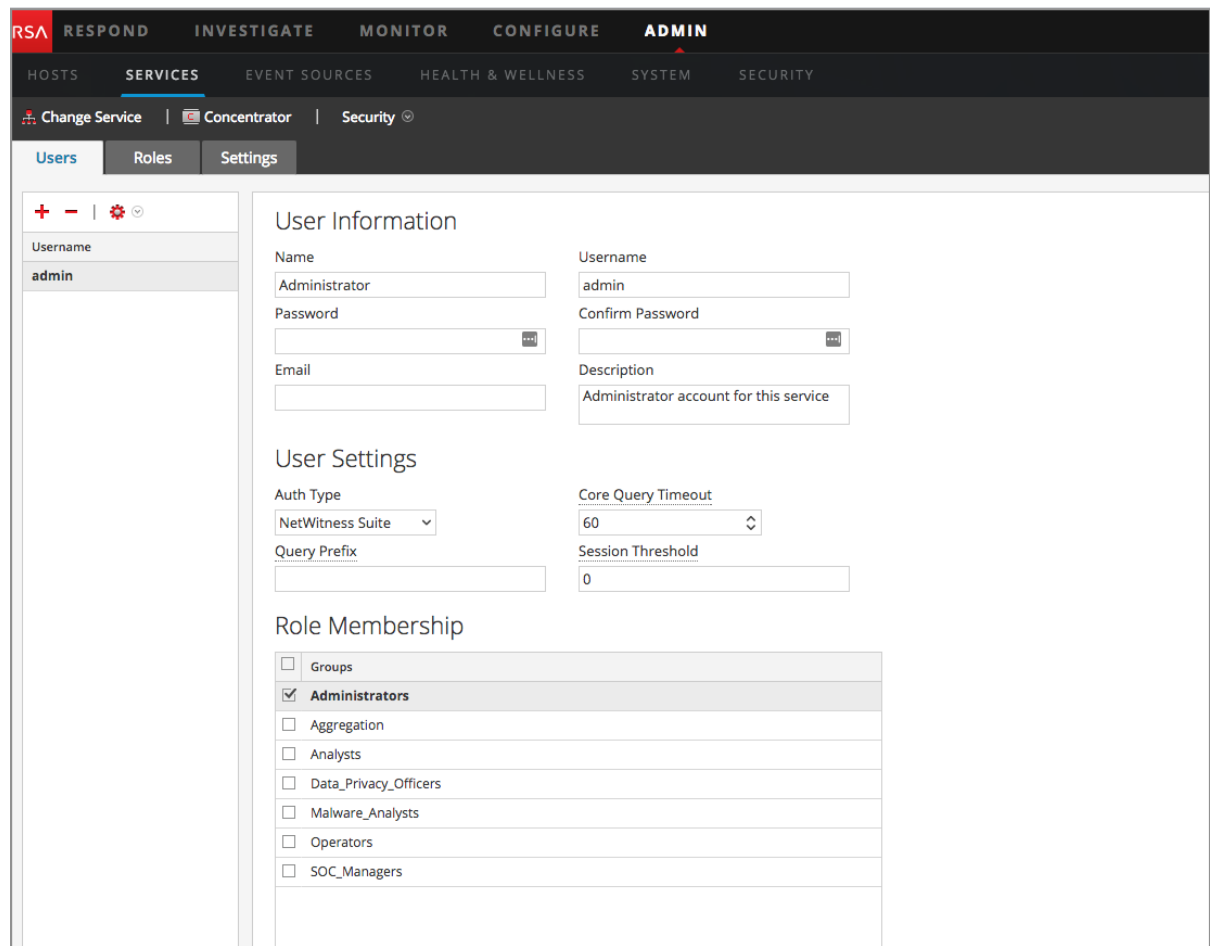 RSA RESPOND INVESTIGATE MONITOR CONFIGURE ADMIN
HOSTS SERVICES EVENT SOURCES HEALTH & WELLNESS SYSTEM SECURITY
Change Service | C Concentrator | Security
Users Roles Settings
Username
admin
User Information
Name Username
Administrator admin
Password Confirm Password
Email Description
Administrator account for this service
User Settings
Auth Type Core Query Timeout
NetWitness Suite 60
Query Prefix Session Threshold
0
Role Membership
Groups
Administrators
Aggregation
Analysts
Data_Privacy_Officers
Malware_Analysts
Operators
SOC_Managers